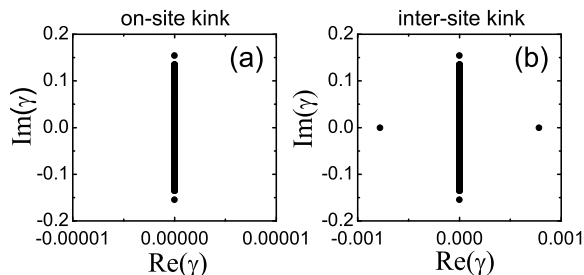 on-site kink
inter-site kink
(a)
(b)
Im(γ)
0.2
0.1
0.0
-0.1
-0.2
-0.00001 0.00000 0.00001
Re(γ)
Im(γ)
0.2
0.1
0.0
-0.1
-0.2
-0.001 0.000 0.001
Re(γ)